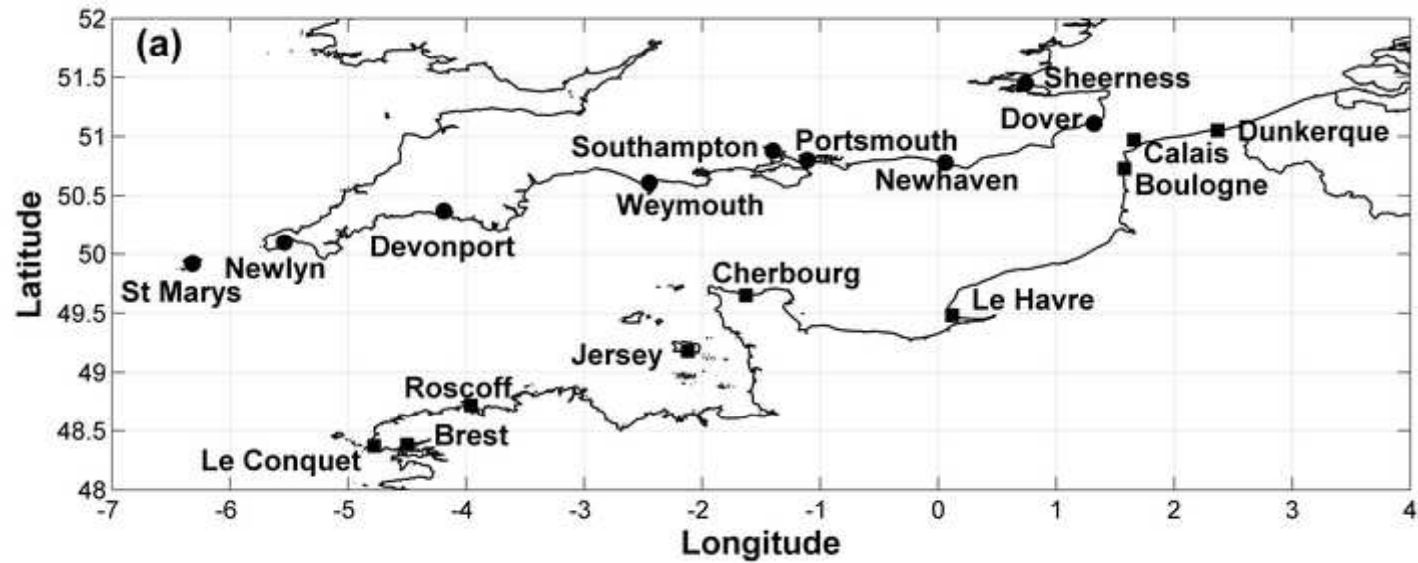 (a)
52
51.5
51
50.5
50
49.5
49
48.5
48
Latitude
Sheerness
Dover
Dunkerque
Southampton
Portsmouth
Calais
Newhaven
Boulogne
Weymouth
Devonport
Newlyn
St Marys
Cherbourg
Le Havre
Jersey
Roscoff
Brest
Le Conquet
-7 -6 -5 -4 -3 -2 -1 0 1 2 3 4
Longitude